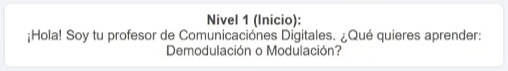 Nivel 1 (Inicio):
¡Hola! Soy tu profesor de Comunicaciónes Digitales. ¿Qué quieres aprender:
Demodulación o Modulación?